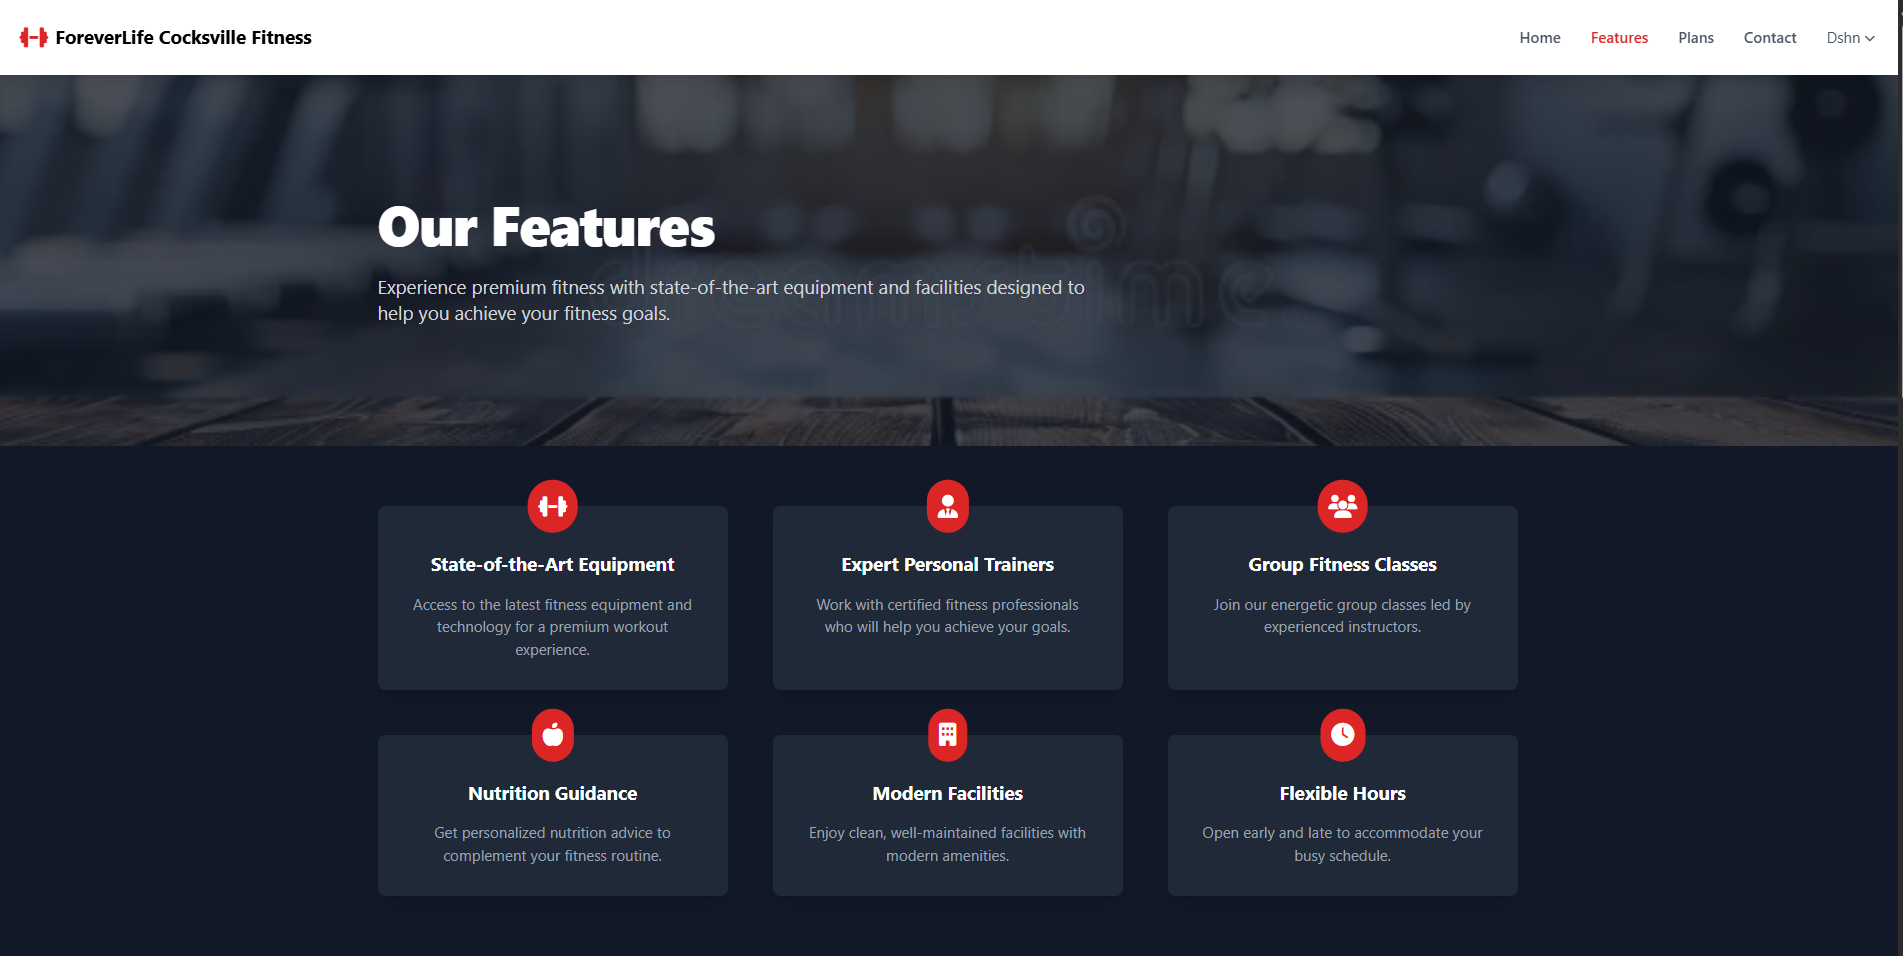 ForeverLife Cocksville Fitness
Home Features Plans Contact Dshn
Our Features
Experience premium fitness with state-of-the-art equipment and facilities designed to
help you achieve your fitness goals.
dreamstime
State-of-the-Art Equipment
Access to the latest fitness equipment and
technology for a premium workout
experience.
Expert Personal Trainers
Work with certified fitness professionals
who will help you achieve your goals.
Group Fitness Classes
Join our energetic group classes led by
experienced instructors.
Nutrition Guidance
Get personalized nutrition advice to
complement your fitness routine.
Modern Facilities
Enjoy clean, well-maintained facilities with
modern amenities.
Flexible Hours
Open early and late to accommodate your
busy schedule.